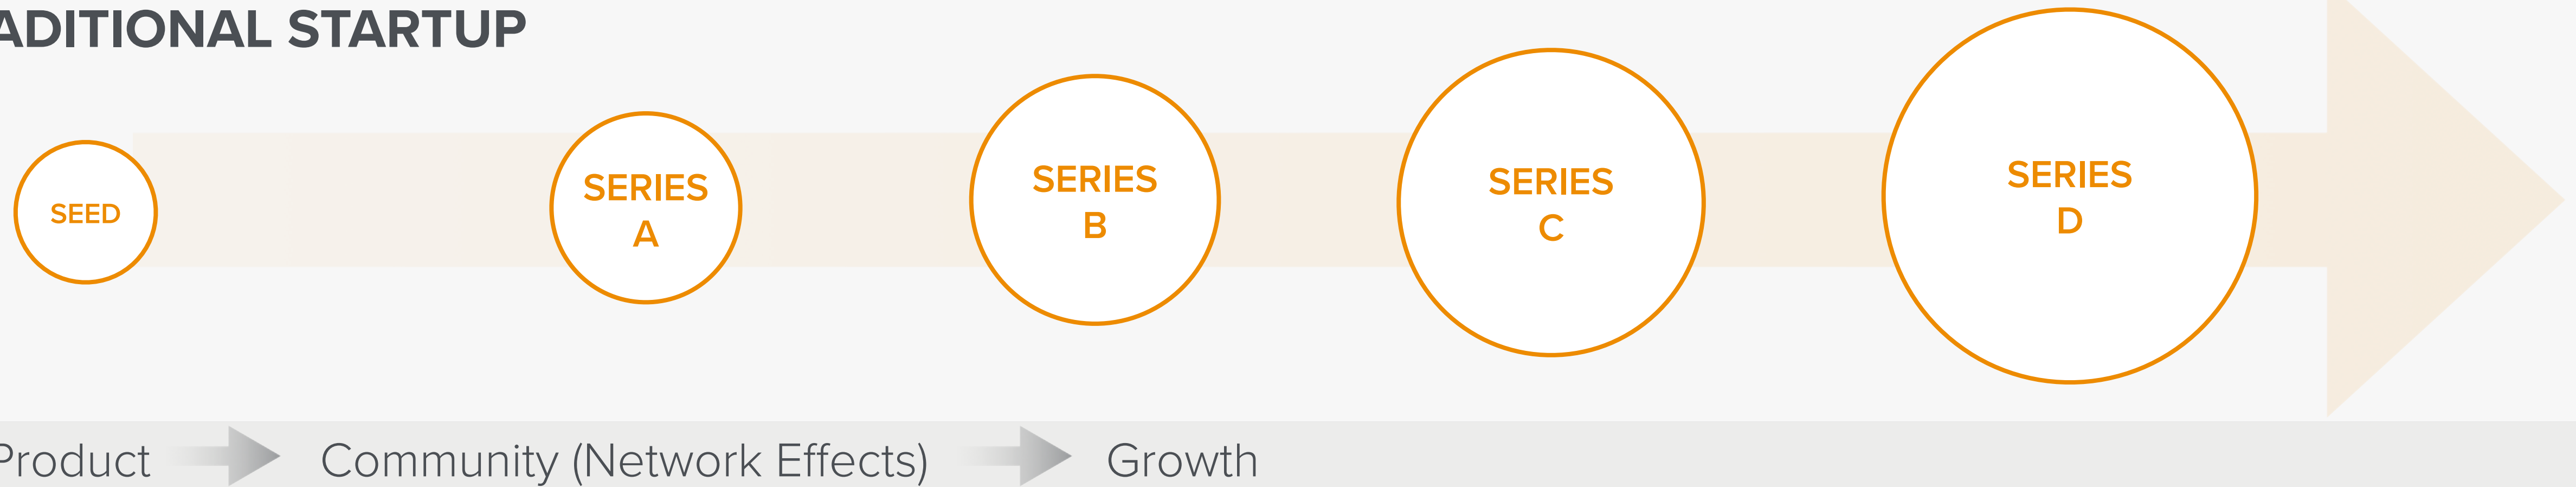 ADITIONAL STARTUP
SEED
SERIES
A
SERIES
B
SERIES
C
SERIES
D
Product
Community (Network Effects)
Growth